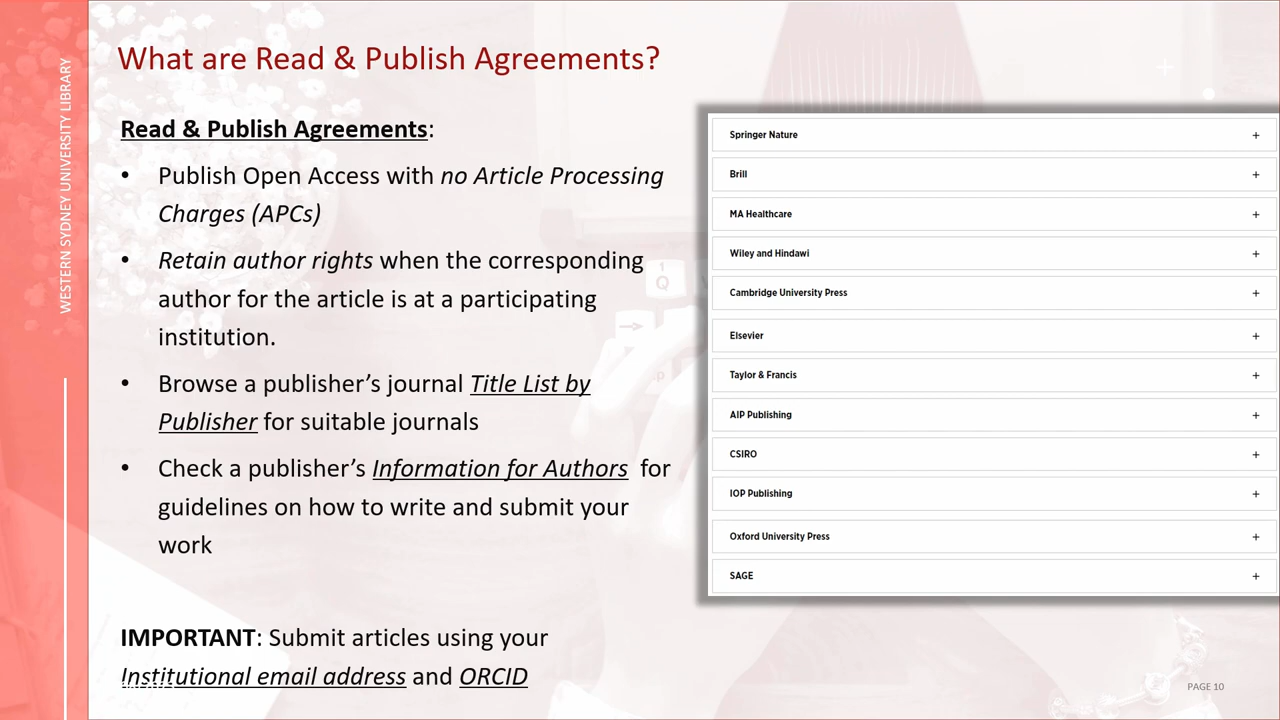 WESTERN SYDNEY UNIVERSITY LIBRARY
What are Read & Publish Agreements?
Read & Publish Agreements:
• Publish Open Access with no Article Processing
Charges (APCs)
• Retain author rights when the corresponding
author for the article is at a participating
institution.
• Browse a publisher’s journal Title List by
Publisher for suitable journals
• Check a publisher’s Information for Authors for
guidelines on how to write and submit your
work
IMPORTANT: Submit articles using your
Institutional email address and ORCID
Springer Nature +
Brill +
MA Healthcare +
Wiley and Hindawi +
Cambridge University Press +
Elsevier +
Taylor & Francis +
AIP Publishing +
CSIRO +
IOP Publishing +
Oxford University Press +
SAGE +
PAGE 10